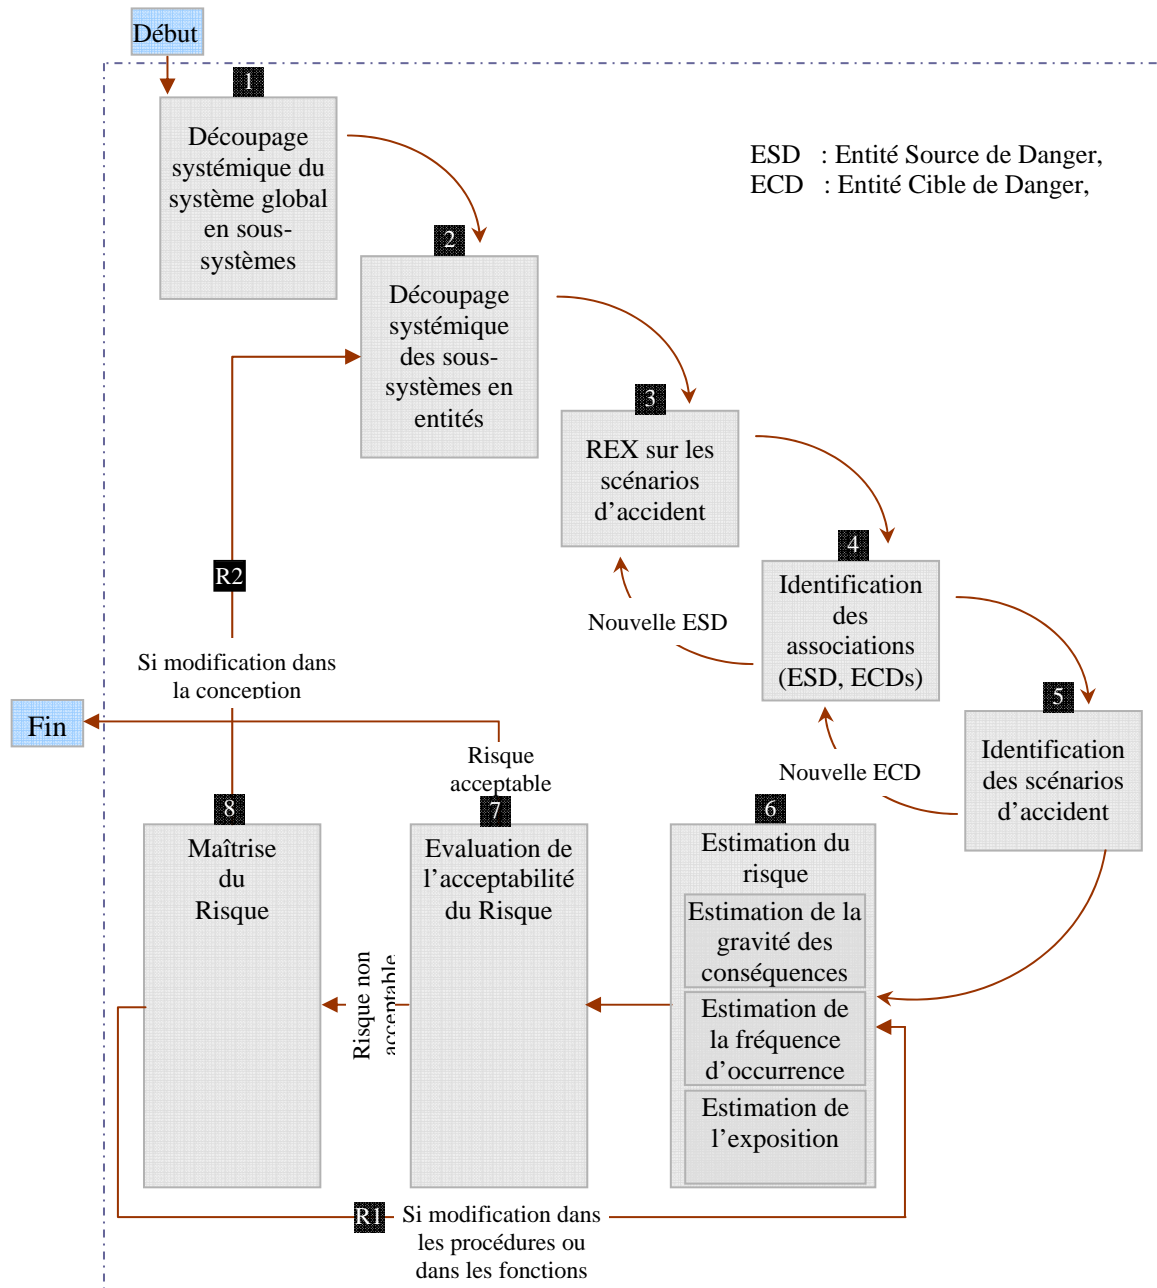 Début
1
Découpage
systémique du
système global
en sous-
systèmes
ESD : Entité Source de Danger,
ECD : Entité Cible de Danger,
2
Découpage
systémique
des sous-
systèmes en
entités
3
REX sur les
scénarios
d’accident
4
Identification
des
associations
(ESD, ECDs)
Nouvelle ESD
R2
Si modification dans
la conception
5
Identification
des scénarios
d’accident
Nouvelle ECD
Fin
Risque
acceptable
8
Maîtrise
du
Risque
7
Evaluation de
l’acceptabilité
du Risque
Risque non
acceptable
6
Estimation du
risque
Estimation de la
gravité des
conséquences
Estimation de
la fréquence
d’occurrence
Estimation de
l’exposition
R1
Si modification dans
les procédures ou
dans les fonctions